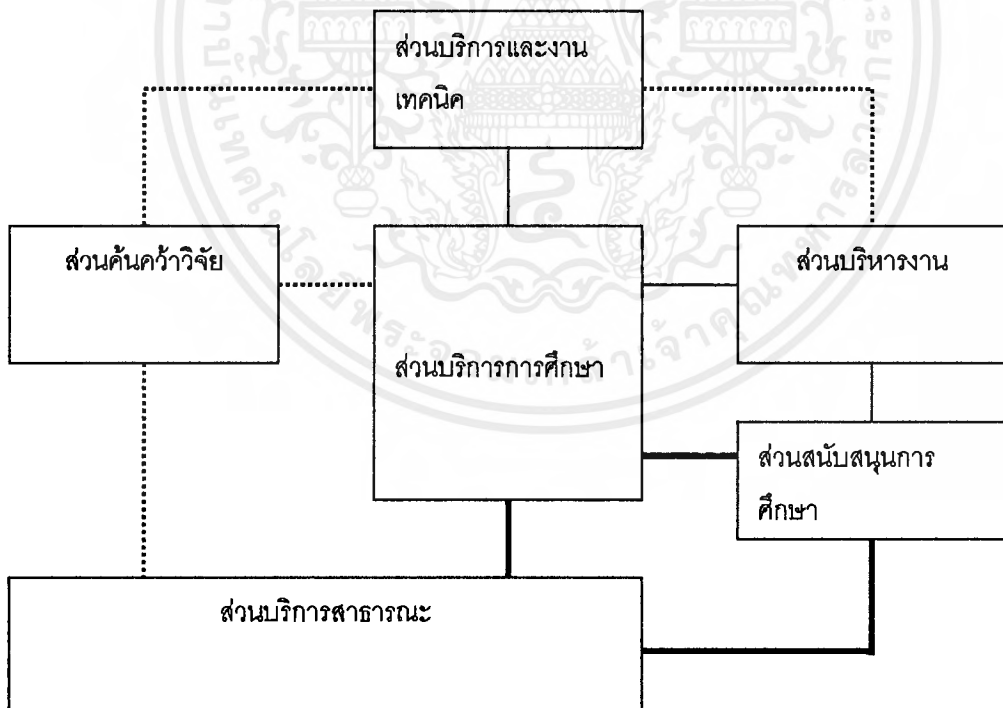 ส่วนบริการและงาน
เทคนิค
ส่วนค้นคว้าวิจัย
ส่วนบริหารงาน
ส่วนบริการการศึกษา
ส่วนสนับสนุนการ
ศึกษา
ส่วนบริการสาธารณะ